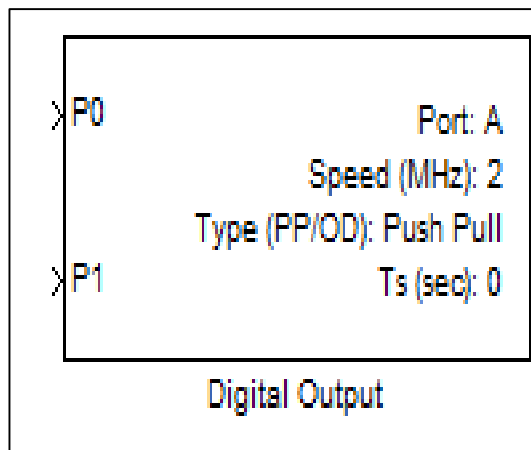 P0
Port: A
Speed (MHz): 2
Type (PP/OD): Push Pull
P1
Ts (sec): 0
Digital Output